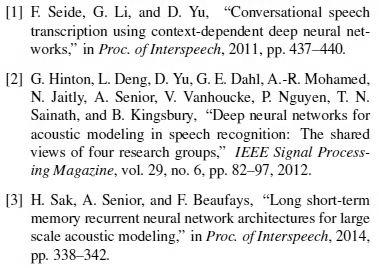 [1] F. Seide, G. Li, and D. Yu, “Conversational speech
transcription using context-dependent deep neural net-
works,” in Proc. of Interspeech, 2011, pp. 437–440.
[2] G. Hinton, L. Deng, D. Yu, G. E. Dahl, A.-R. Mohamed,
N. Jaitly, A. Senior, V. Vanhoucke, P. Nguyen, T. N.
Sainath, and B. Kingsbury, “Deep neural networks for
acoustic modeling in speech recognition: The shared
views of four research groups,” IEEE Signal Process-
ing Magazine, vol. 29, no. 6, pp. 82–97, 2012.
[3] H. Sak, A. Senior, and F. Beaufays, “Long short-term
memory recurrent neural network architectures for large
scale acoustic modeling,” in Proc. of Interspeech, 2014,
pp. 338–342.